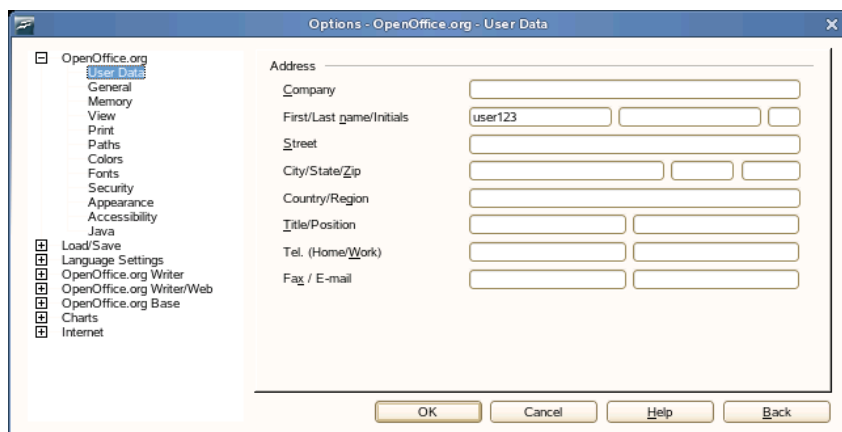 Options - OpenOffice.org - User Data
OpenOffice.org
User Data
General
Memory
View
Print
Paths
Colors
Fonts
Security
Appearance
Accessibility
Java
Load/Save
Language Settings
OpenOffice.org Writer
OpenOffice.org Writer/Web
OpenOffice.org Base
Charts
Internet
Address
Company
First/Last name/Initials user123
Street
City/State/Zip
Country/Region
Title/Position
Tel. (Home/Work)
Fax / E-mail
OK Cancel Help Back